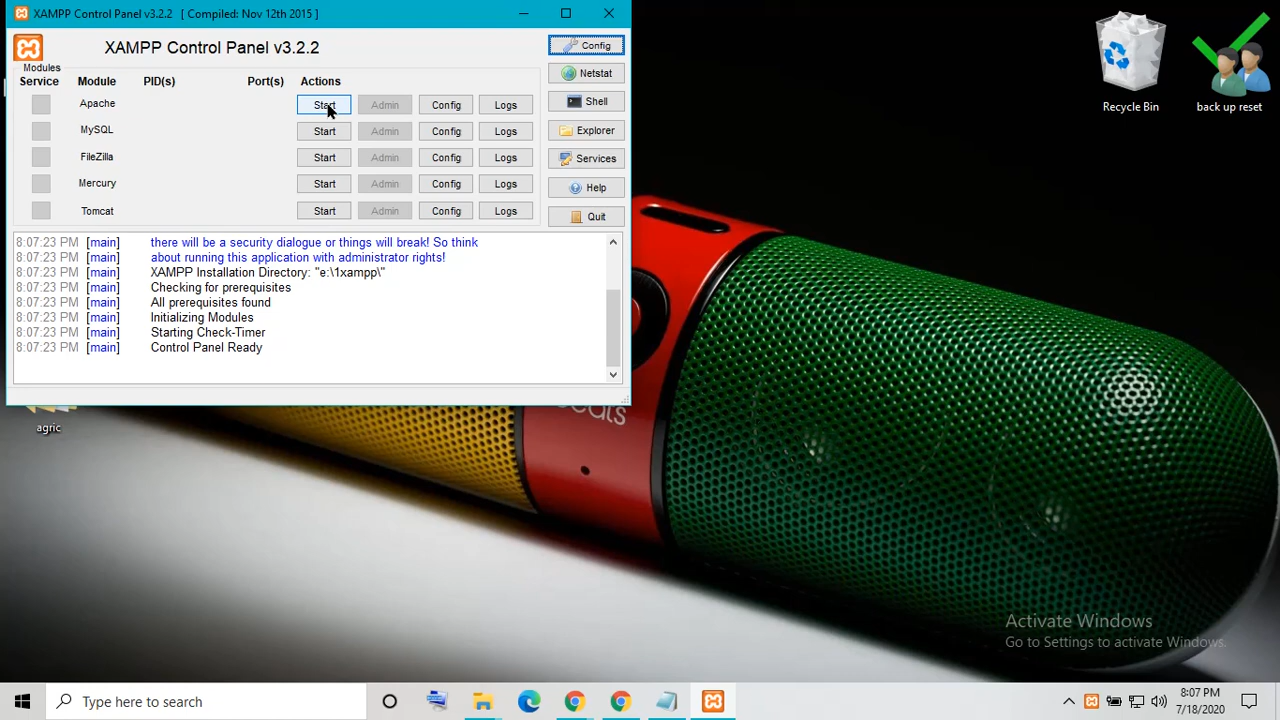 XAMPP Control Panel v3.2.2 [ Compiled: Nov 12th 2015 ]
XAMPP Control Panel v3.2.2
Config
Modules
Service Module PID(s) Port(s) Actions
Netstat
Apache Start Admin Config Logs
Shell
MySQL Start Admin Config Logs
Explorer
FileZilla Start Admin Config Logs
Services
Mercury Start Admin Config Logs
Help
Tomcat Start Admin Config Logs
Quit
8:07:23 PM [main] there will be a security dialogue or things will break! So think
8:07:23 PM [main] about running this application with administrator rights!
8:07:23 PM [main] XAMPP Installation Directory: "e:\1xampp\"
8:07:23 PM [main] Checking for prerequisites
8:07:23 PM [main] All prerequisites found
8:07:23 PM [main] Initializing Modules
8:07:23 PM [main] Starting Check-Timer
8:07:23 PM [main] Control Panel Ready
Recycle Bin
back up reset
agric
Activate Windows
Go to Settings to activate Windows.
Type here to search
8:07 PM
7/18/2020